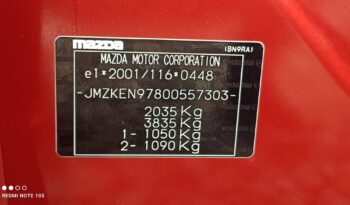 mazda
(BN9RA)
MAZDA MOTOR CORPORATION
e1*2001/116*0448
-JMZKEN97800557303-
2035 Kg
3835 Kg
1- 1050 Kg
2- 1090 Kg
REDMI NOTE 10S